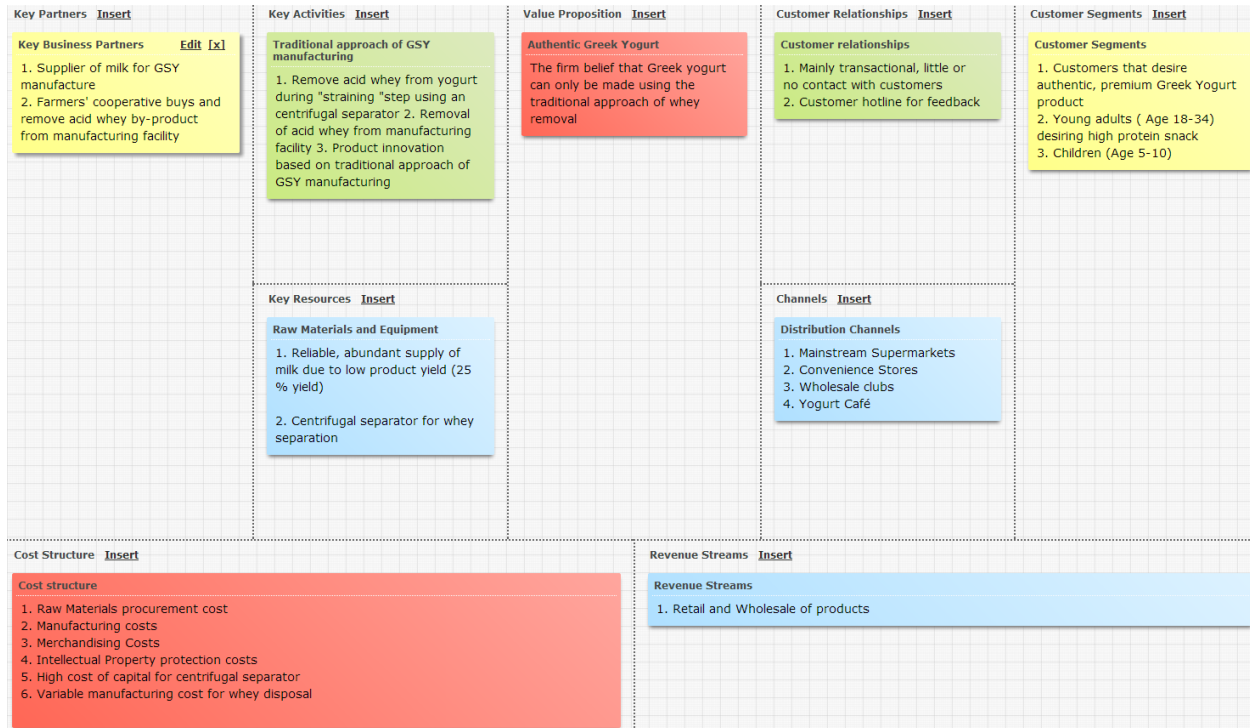 Key Partners Insert
Key Business Partners Edit [x]
1. Supplier of milk for GSY
manufacture
2. Farmers' cooperative buys and
remove acid whey by-product
from manufacturing facility
Key Activities Insert
Traditional approach of GSY
manufacturing
1. Remove acid whey from yogurt
during "straining "step using an
centrifugal separator 2. Removal
of acid whey from manufacturing
facility 3. Product innovation
based on traditional approach of
GSY manufacturing
Key Resources Insert
Raw Materials and Equipment
1. Reliable, abundant supply of
milk due to low product yield (25
% yield)
2. Centrifugal separator for whey
separation
Value Proposition Insert
Authentic Greek Yogurt
The firm belief that Greek yogurt
can only be made using the
traditional approach of whey
removal
Customer Relationships Insert
Customer relationships
1. Mainly transactional, little or
no contact with customers
2. Customer hotline for feedback
Channels Insert
Distribution Channels
1. Mainstream Supermarkets
2. Convenience Stores
3. Wholesale clubs
4. Yogurt Café
Customer Segments Insert
Customer Segments
1. Customers that desire
authentic, premium Greek Yogurt
product
2. Young adults ( Age 18-34)
desiring high protein snack
3. Children (Age 5-10)
Cost Structure Insert
Cost structure
1. Raw Materials procurement cost
2. Manufacturing costs
3. Merchandising Costs
4. Intellectual Property protection costs
5. High cost of capital for centrifugal separator
6. Variable manufacturing cost for whey disposal
Revenue Streams Insert
Revenue Streams
1. Retail and Wholesale of products